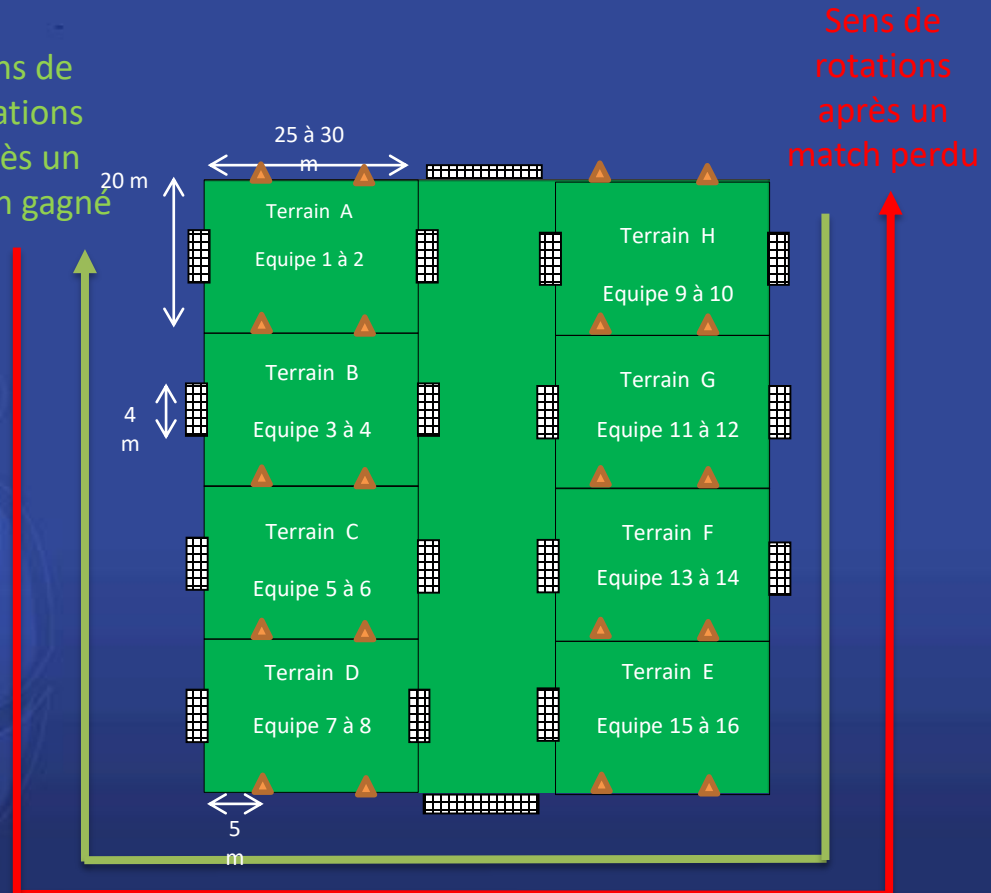 Sens de
rotations
après un
match perdu
ns de
ations
ès un
gagné
25 à 30
m
20 m
Terrain A
Equipe 1 à 2
Terrain H
Equipe 9 à 10
Terrain B
Equipe 3 à 4
4
m
Terrain G
Equipe 11 à 12
Terrain C
Equipe 5 à 6
Terrain F
Equipe 13 à 14
Terrain D
Equipe 7 à 8
Terrain E
Equipe 15 à 16
5
m